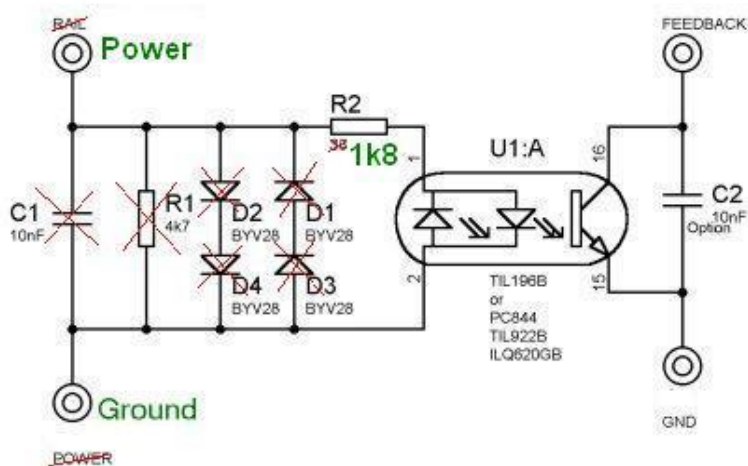 RAIL
FEEDBACK
Power
R2
1k8
U1:A
1
16
C1
10nF
R1
4k7
D2
BYV28
D1
BYV28
C2
10nF
Option
D4
BYV28
D3
BYV28
2
15
TIL196B
or
PC844
TIL922B
ILQ620GB
Ground
GND
POWER